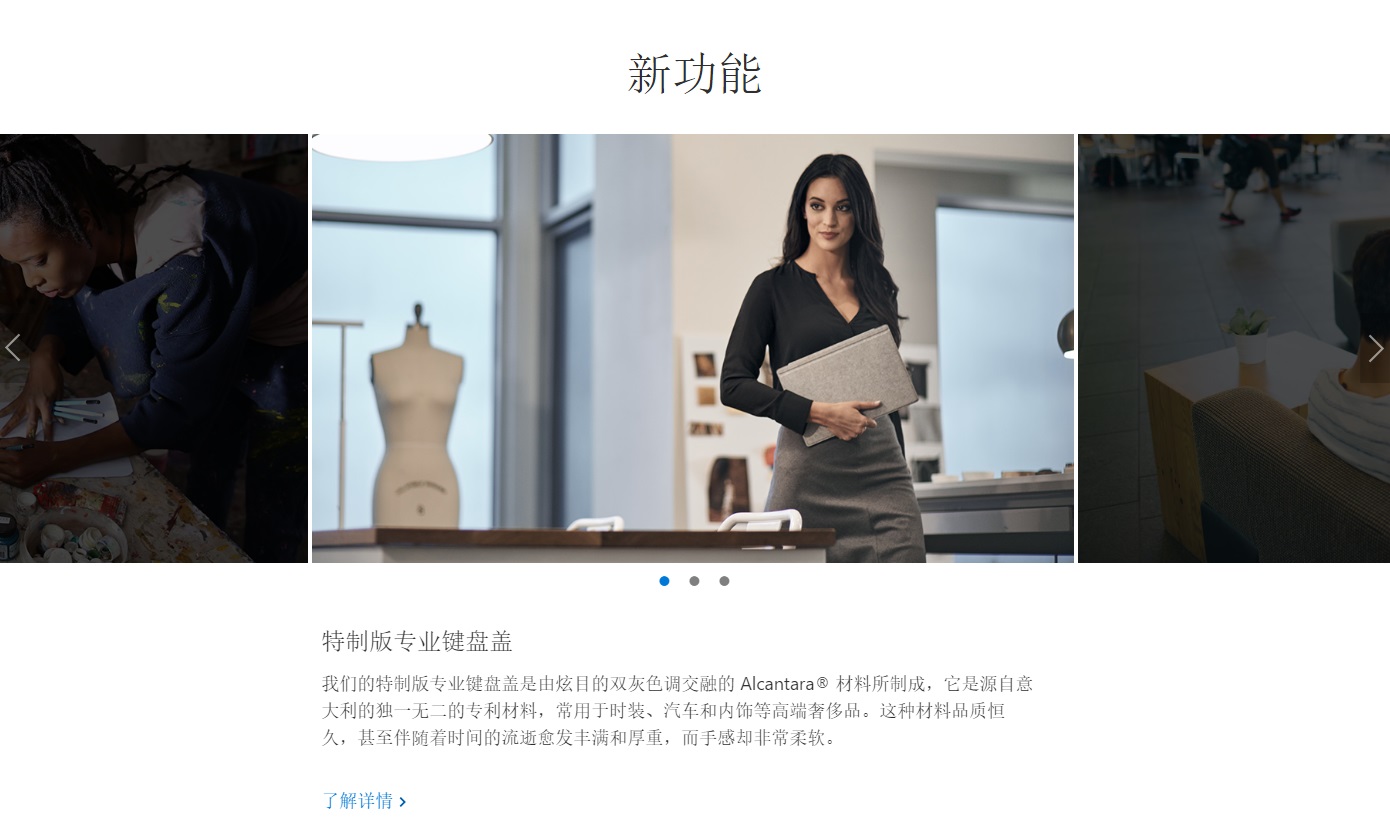 新功能
特制版专业键盘盖
我们的特制版专业键盘盖是由炫目的双灰色调交融的 Alcantara® 材料所制成，它是源自意
大利的独一无二的专利材料，常用于时装、汽车和内饰等高端奢侈品。这种材料品质恒
久，甚至伴随着时间的流逝愈发丰满和厚重，而手感却非常柔软。
了解详情 >